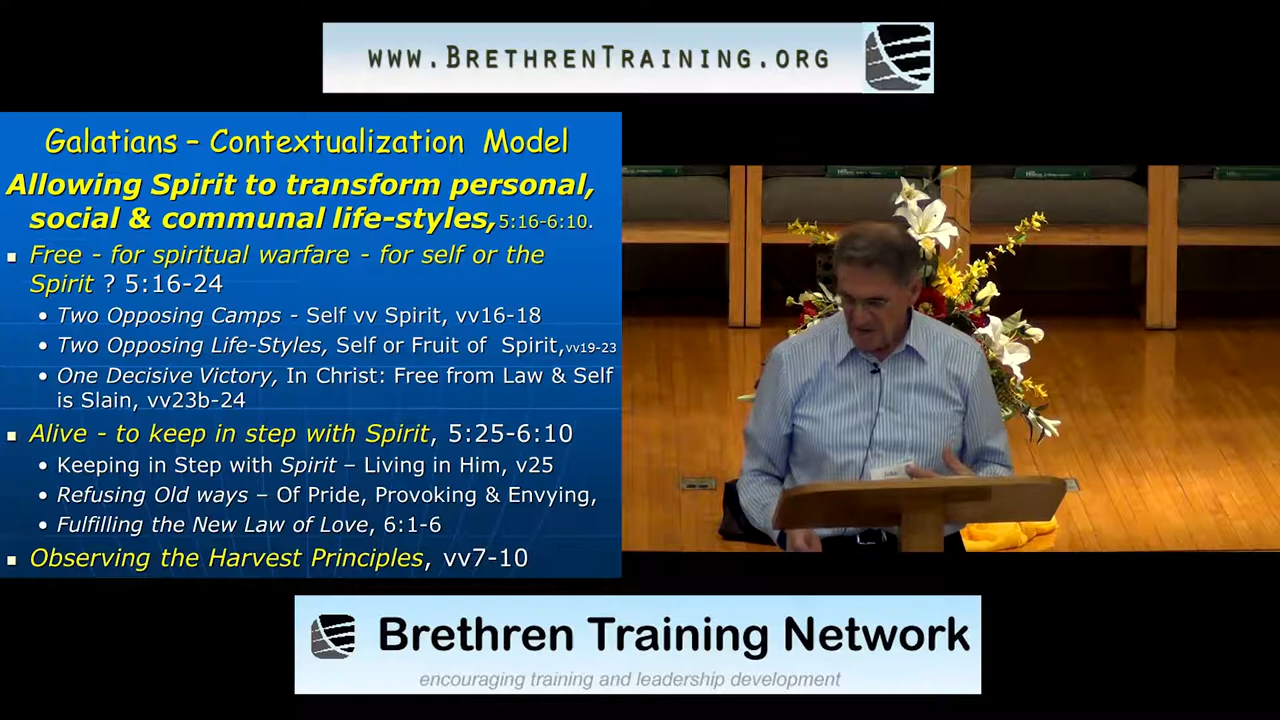 www.BrethrenTraining.org
Galatians – Contextualization Model
Allowing Spirit to transform personal,
social & communal life-styles, 5:16-6:10.
Free - for spiritual warfare - for self or the
Spirit ? 5:16-24
• Two Opposing Camps - Self vv Spirit, vv16-18
• Two Opposing Life-Styles, Self or Fruit of Spirit, vv19-23
• One Decisive Victory, In Christ: Free from Law & Self
is Slain, vv23b-24
Alive - to keep in step with Spirit, 5:25-6:10
• Keeping in Step with Spirit – Living in Him, v25
• Refusing Old ways – Of Pride, Provoking & Envying,
• Fulfilling the New Law of Love, 6:1-6
Observing the Harvest Principles, vv7-10
Brethren Training Network
encouraging training and leadership development